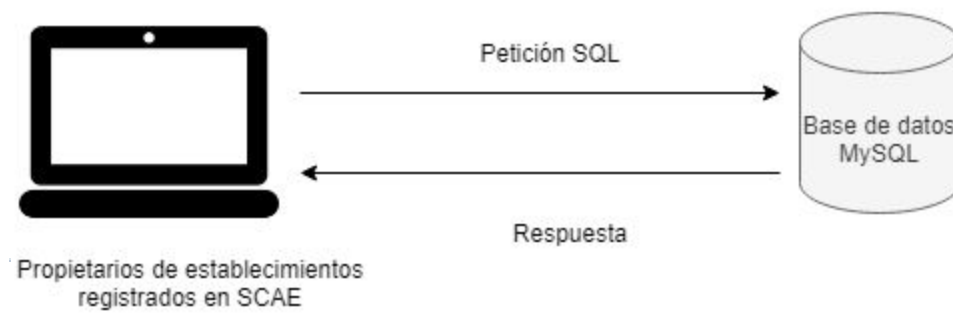 Petición SQL
Base de datos
MySQL
Respuesta
Propietarios de establecimientos
registrados en SCAE